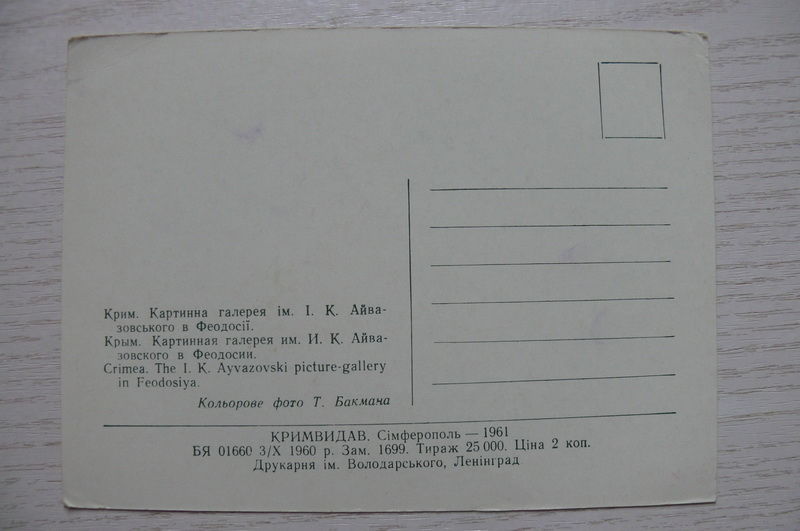 Крим. Картинна галерея ім. І. К. Айва-
зовського в Феодосії.
Крым. Картинная галерея им. И. К. Айва-
зовского в Феодосии.
Crimea. The I. K. Ayvazovski picture-gallery
in Feodosiya.
Кольорове фото Т. Бакмана
КРИМВИДАВ. Сімферополь — 1961
БЯ 01660 3/X 1960 р. Зам. 1699. Тираж 25 000. Ціна 2 коп.
Друкарня ім. Володарського, Ленінград